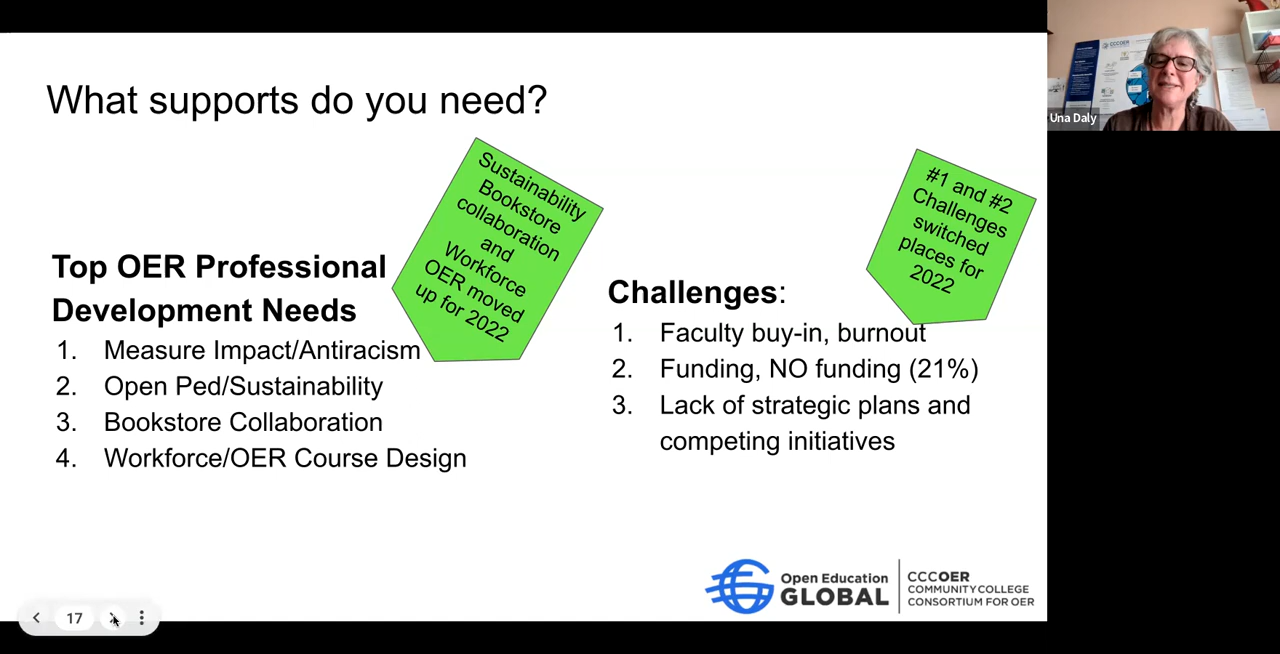 What supports do you need?
Sustainability
Bookstore
collaboration
and
Workforce
OER moved
up for 2022
#1 and #2
Challenges
switched
places for
2022
Top OER Professional
Development Needs
1. Measure Impact/Antiracism
2. Open Ped/Sustainability
3. Bookstore Collaboration
4. Workforce/OER Course Design
Challenges:
1. Faculty buy-in, burnout
2. Funding, NO funding (21%)
3. Lack of strategic plans and
competing initiatives
Open Education
GLOBAL
CCCOER
COMMUNITY COLLEGE
CONSORTIUM FOR OER
17
CCCOER
Una Daly